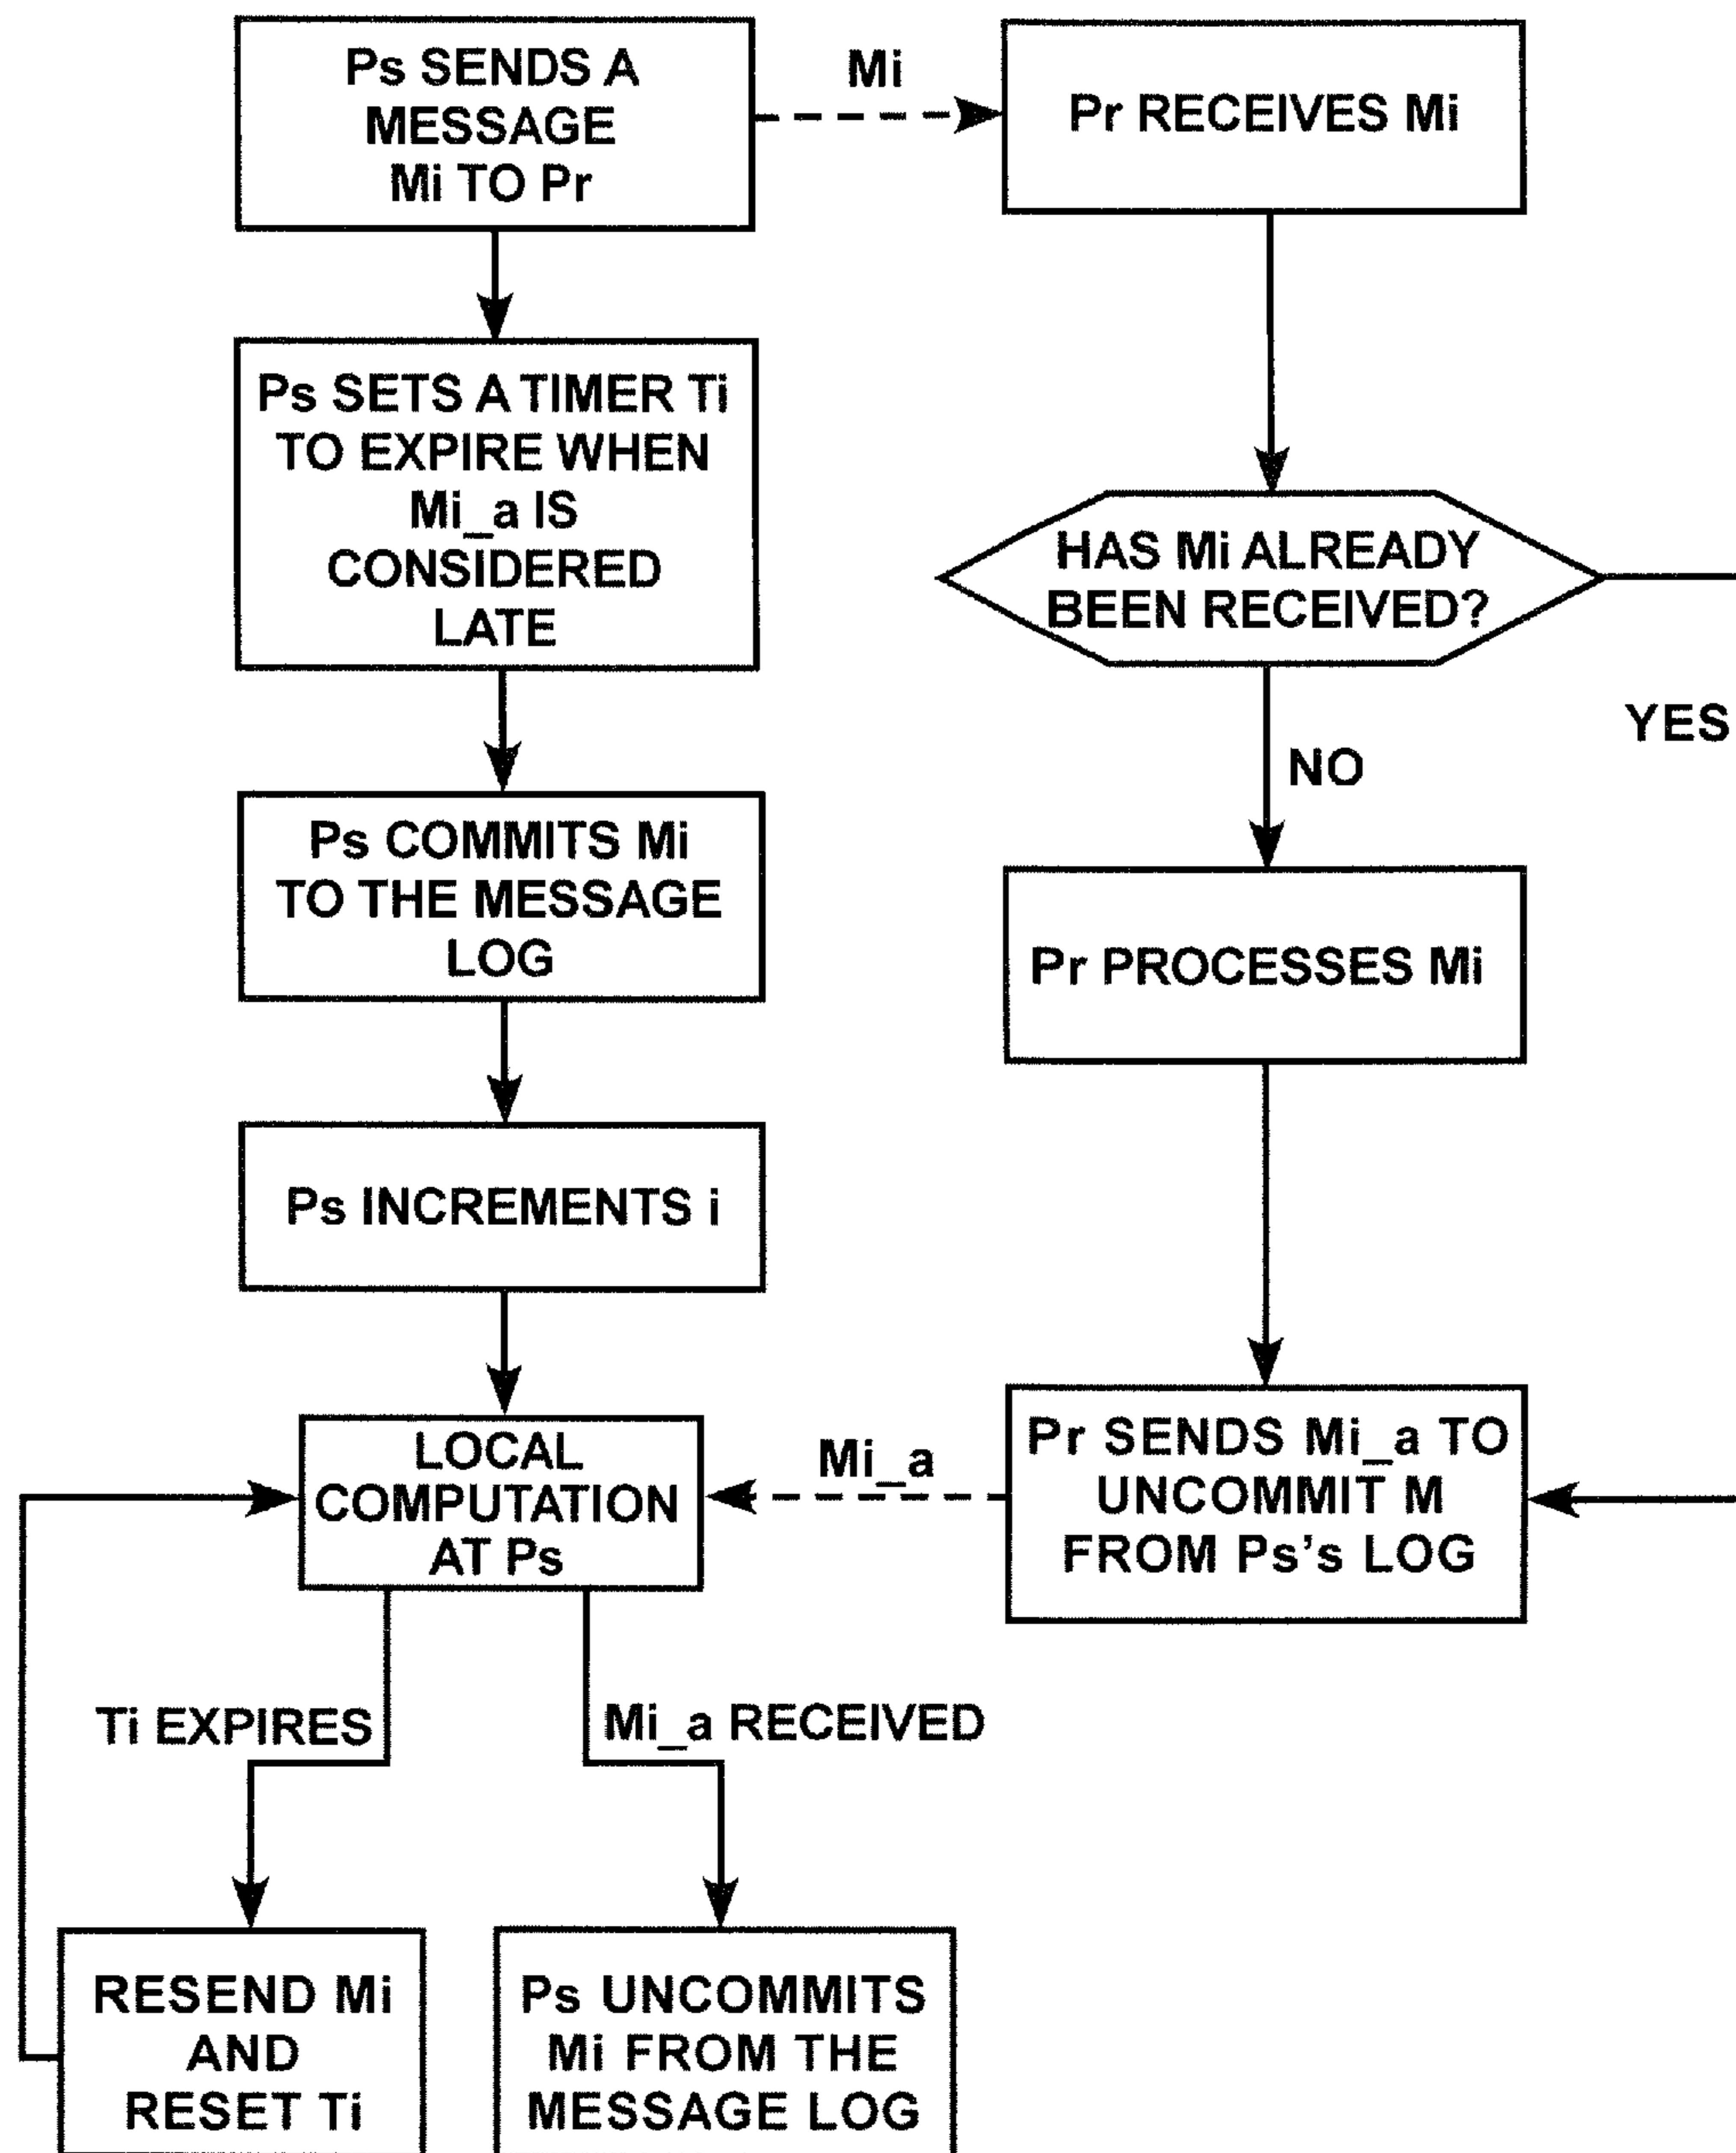 Ps SENDS A
MESSAGE
Mi TO Pr
Mi
Pr RECEIVES Mi
Ps SETS A TIMER Ti
TO EXPIRE WHEN
Mi_a IS
CONSIDERED
LATE
HAS Mi ALREADY
BEEN RECEIVED?
YES
NO
Ps COMMITS Mi
TO THE MESSAGE
LOG
Pr PROCESSES Mi
Ps INCREMENTS i
LOCAL
COMPUTATION
AT Ps
Mi_a
Pr SENDS Mi_a TO
UNCOMMIT M
FROM Ps's LOG
Ti EXPIRES
Mi_a RECEIVED
RESEND Mi
AND
RESET Ti
Ps UNCOMMITS
Mi FROM THE
MESSAGE LOG